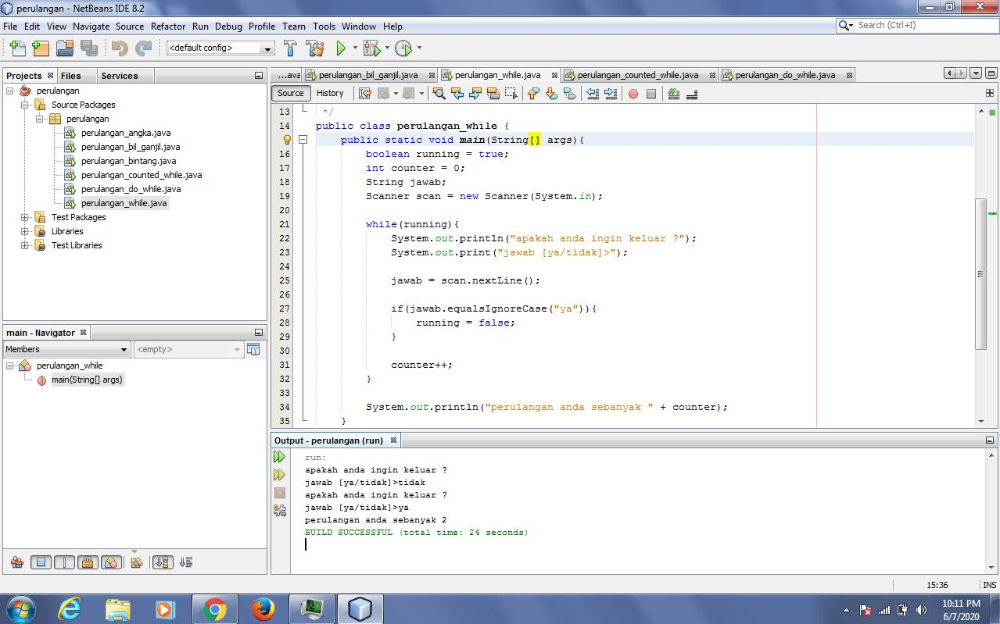 perulangan - NetBeans IDE 8.2
File Edit View Navigate Source Refactor Run Debug Profile Team Tools Window Help
Search (Ctrl+I)
<default config>
Projects Files Services
perulangan
Source Packages
perulangan
perulangan_angka.java
perulangan_bil_ganjil.java
perulangan_bintang.java
perulangan_counted_while.java
perulangan_do_while.java
perulangan_while.java
Test Packages
Libraries
Test Libraries
main - Navigator
Members <empty>
perulangan_while
main(String[] args)
...ava perulangan_bil_ganjil.java perulangan_while.java perulangan_counted_while.java perulangan_do_while.java
Source History
13 */
14 public class perulangan_while {
public static void main(String[] args){
16 boolean running = true;
17 int counter = 0;
18 String jawab;
19 Scanner scan = new Scanner(System.in);
20
21 while(running){
22 System.out.println("apakah anda ingin keluar ?");
23 System.out.print("jawab [ya/tidak]>");
24
25 jawab = scan.nextLine();
26
27 if(jawab.equalsIgnoreCase("ya")){
28 running = false;
29 }
30
31 counter++;
32 }
33
34 System.out.println("perulangan anda sebanyak " + counter);
35 }
Output - perulangan (run)
run:
apakah anda ingin keluar ?
jawab [ya/tidak]>tidak
apakah anda ingin keluar ?
jawab [ya/tidak]>ya
perulangan anda sebanyak 2
BUILD SUCCESSFUL (total time: 24 seconds)
15:36 INS
10:11 PM
6/7/2020